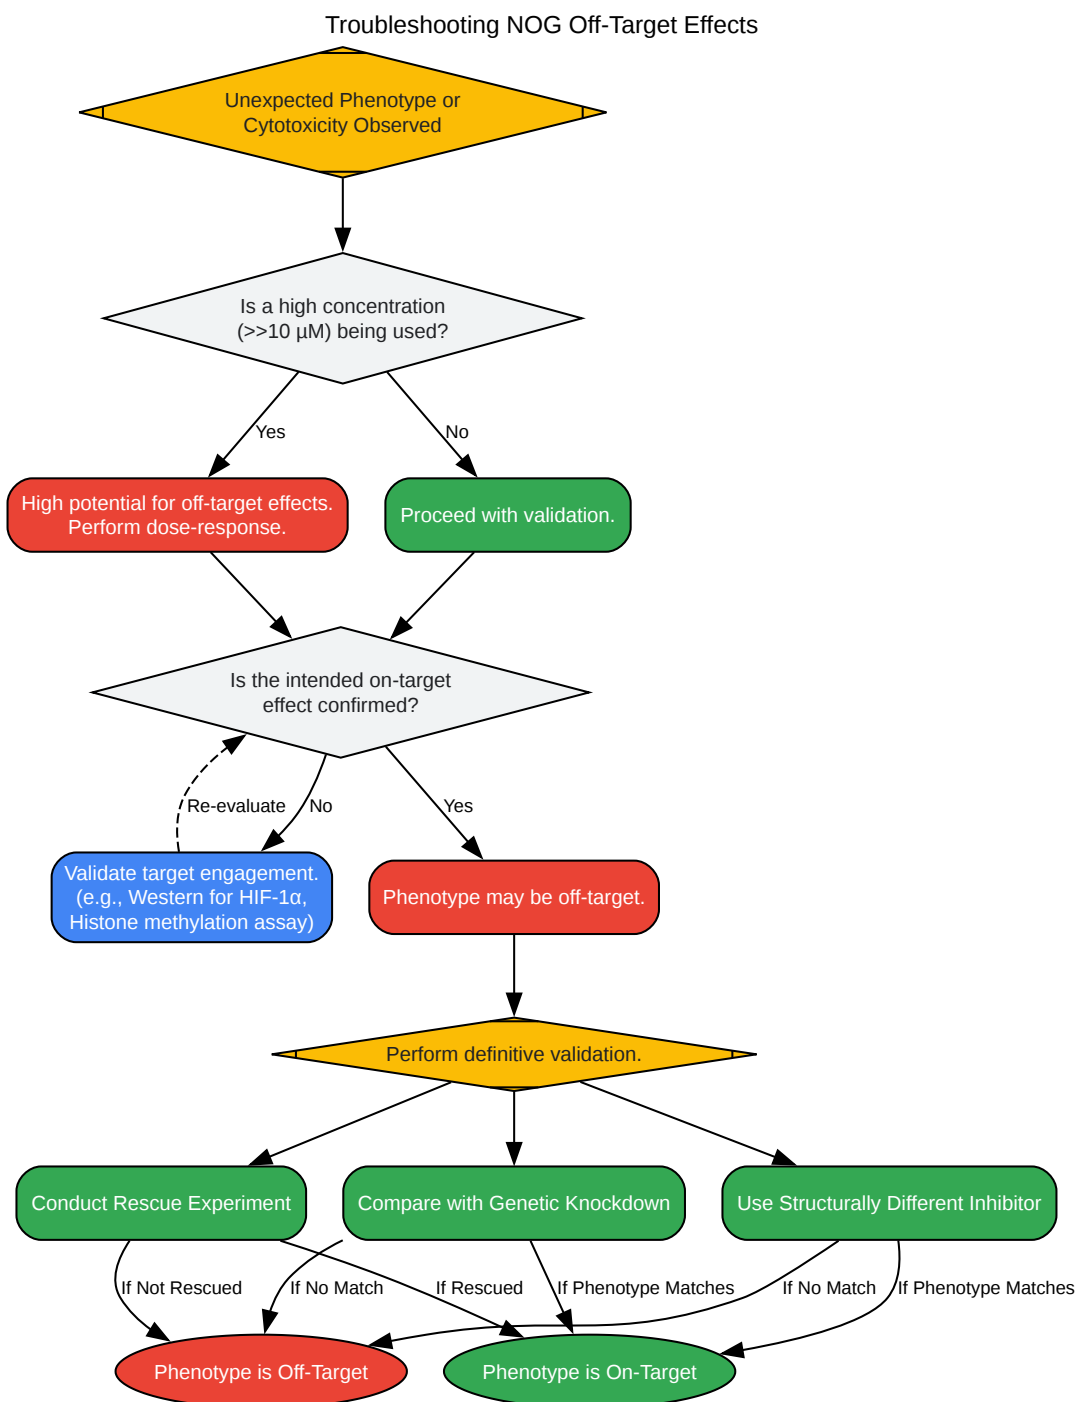 Troubleshooting NOG Off-Target Effects
Unexpected Phenotype or
Cytotoxicity Observed
Is a high concentration
(>>10 µM) being used?
Yes
No
High potential for off-target effects.
Perform dose-response.
Proceed with validation.
Is the intended on-target
effect confirmed?
Re-evaluate
No
Yes
Validate target engagement.
(e.g., Western for HIF-1α,
Histone methylation assay)
Phenotype may be off-target.
Perform definitive validation.
Conduct Rescue Experiment
Compare with Genetic Knockdown
Use Structurally Different Inhibitor
If Not Rescued
If No Match
If Rescued
If Phenotype Matches
If No Match
If Phenotype Matches
Phenotype is Off-Target
Phenotype is On-Target